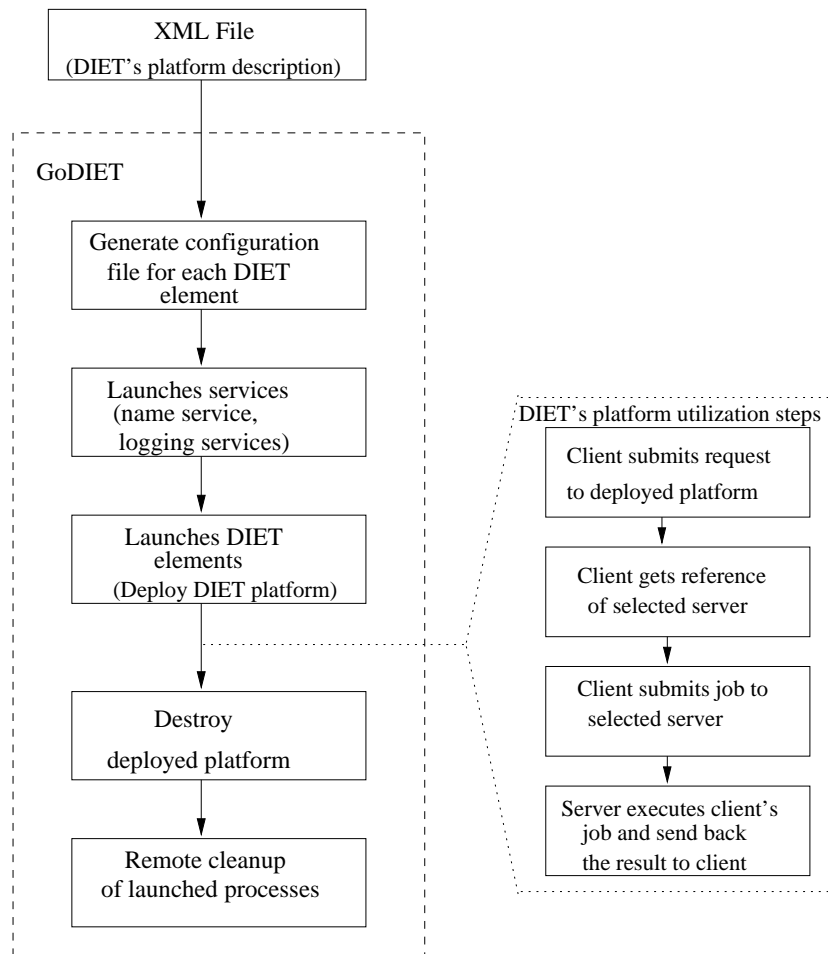 XML File
(DIET's platform description)
GoDIET
Generate configuration
file for each DIET
element
Launches services
(name service,
logging services)
Launches DIET
elements
(Deploy DIET platform)
Destroy
deployed platform
Remote cleanup
of launched processes
DIET's platform utilization steps
Client submits request
to deployed platform
Client gets reference
of selected server
Client submits job to
selected server
Server executes client's
job and send back
the result to client